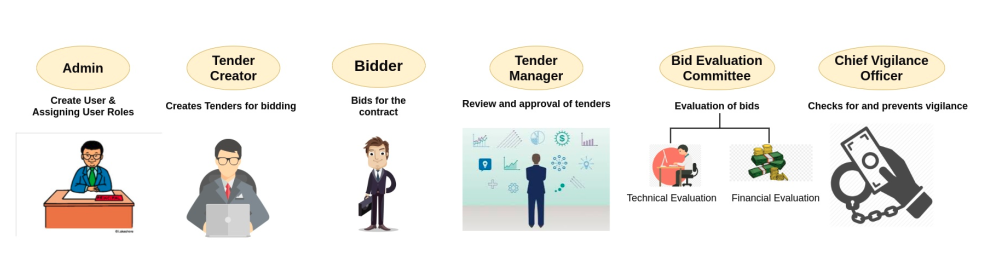 Admin
Create User &
Assigning User Roles
Tender
Creator
Creates Tenders for bidding
Bidder
Bids for the
contract
Tender
Manager
Review and approval of tenders
Bid Evaluation
Committee
Evaluation of bids
Technical Evaluation
Financial Evaluation
Chief Vigilance
Officer
Checks for and prevents vigilance